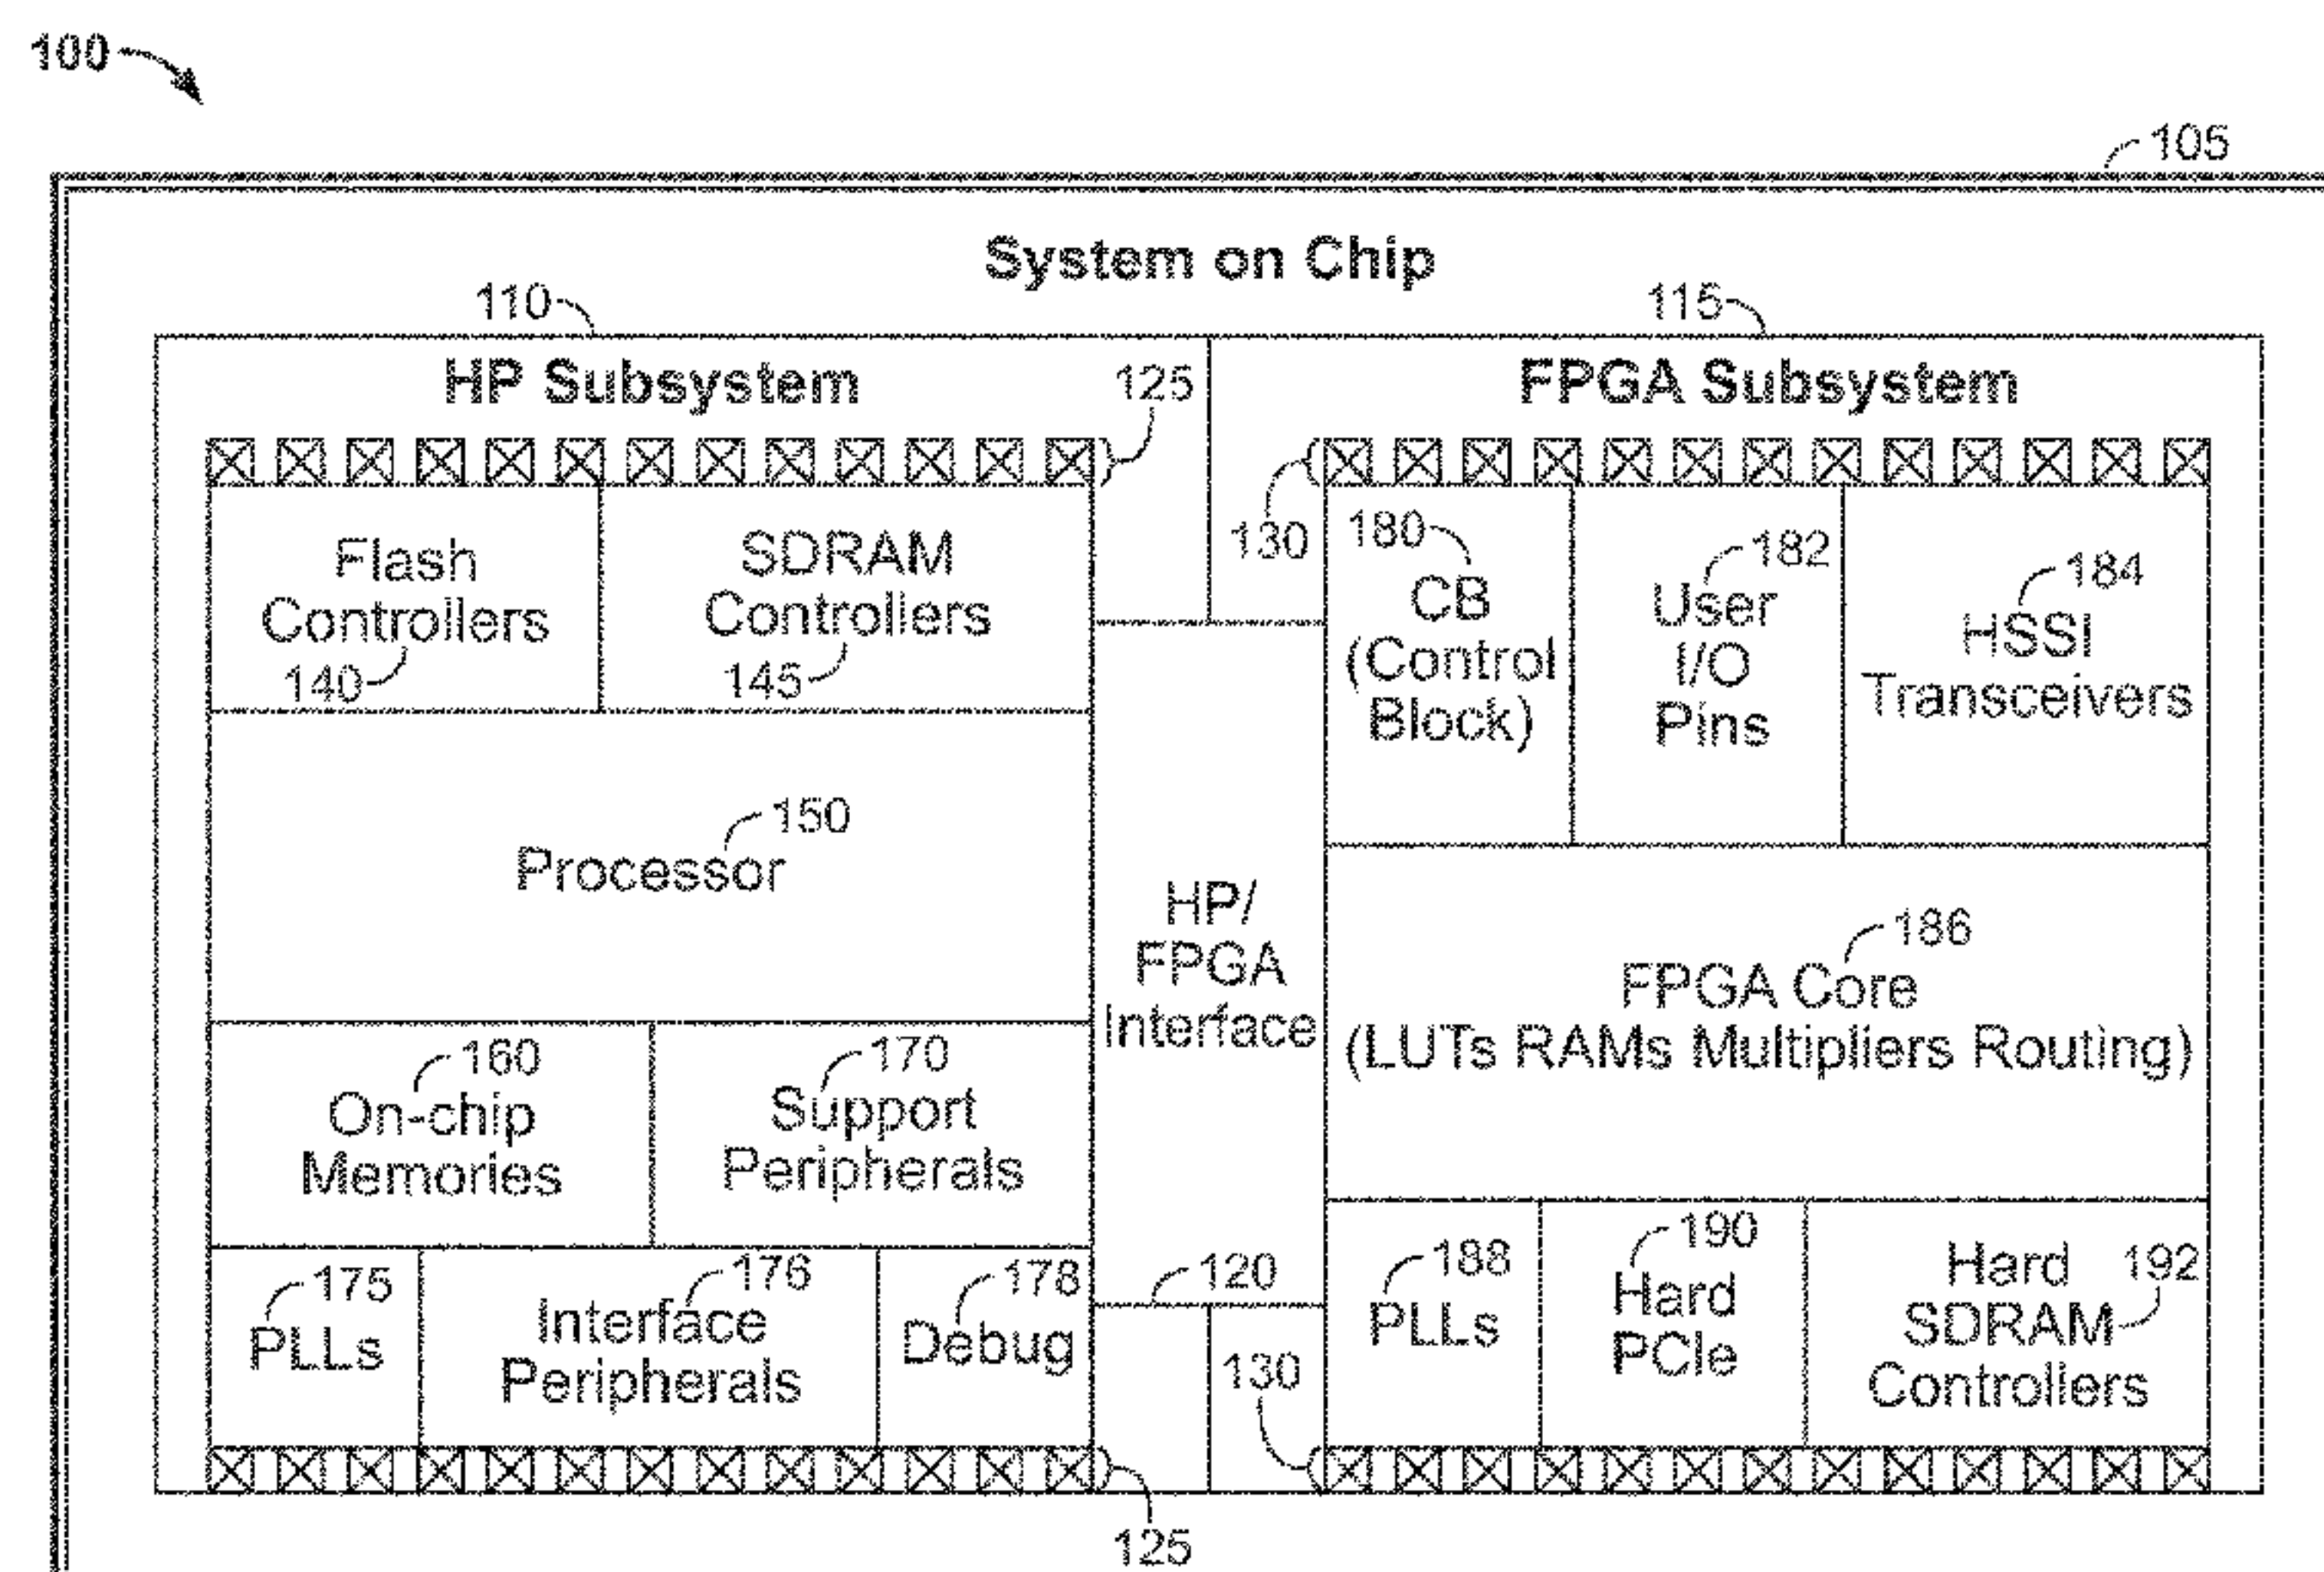 100
105
System on Chip
110
115
HP Subsystem
125
FPGA Subsystem
130
Flash
Controllers
140
SDRAM
Controllers
145
180
CB
(Control
Block)
182
User
I/O
Pins
184
HSSI
Transceivers
150
Processor
HP/
FPGA
Interface
186
FPGA Core
(LUTs RAMs Multipliers Routing)
160
On-chip
Memories
170
Support
Peripherals
175
PLLs
176
Interface
Peripherals
178
Debug
120
130
188
PLLs
190
Hard
PCIe
Hard
SDRAM
Controllers
192
125